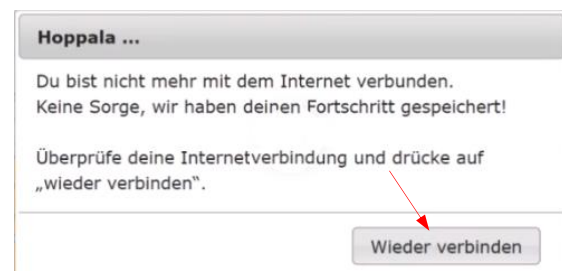 Hoppala ...
Du bist nicht mehr mit dem Internet verbunden.
Keine Sorge, wir haben deinen Fortschritt gespeichert!
Überprüfe deine Internetverbindung und drücke auf
„wieder verbinden“.
Wieder verbinden